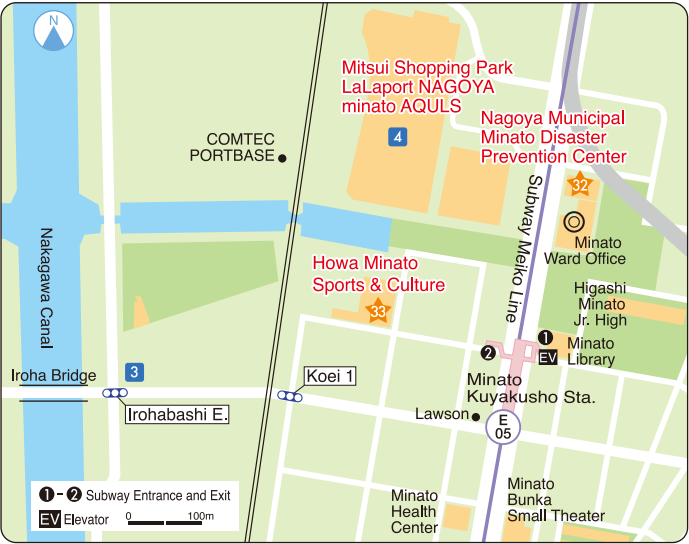 N
Mitsui Shopping Park
LaLaport NAGOYA
minato AQULS
4
COMTEC
PORTBASE
Nagoya Municipal
Minato Disaster
Prevention Center
32
Minato
Ward Office
Subway Meiko Line
Nakagawa Canal
Howa Minato
Sports & Culture
33
Higashi
Minato
Jr. High
1
EV
Minato
Library
2
Iroha Bridge
3
Irohabashi E.
Koei 1
Minato
Kuyakusho Sta.
Lawson
E
05
Minato
Health
Center
Minato
Bunka
Small Theater
1 - 2 Subway Entrance and Exit
EV Elevator 0 100m